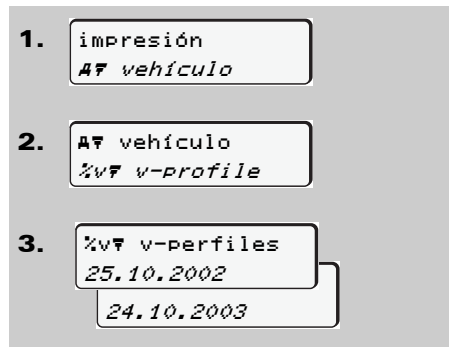 1. impresión
A▼ vehículo
2. A▼ vehículo
%v▼ v-profile
3. %v▼ v-perfiles
25.10.2002
24.10.2003